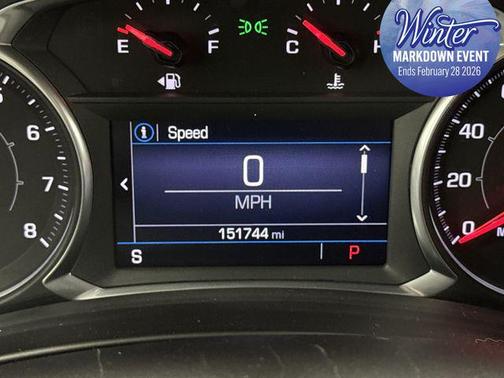 Winter
MARKDOWN EVENT
Ends February 28 2026
E F C H
i Speed
8
7
6
0
MPH
151744 mi
S P
40
20
0